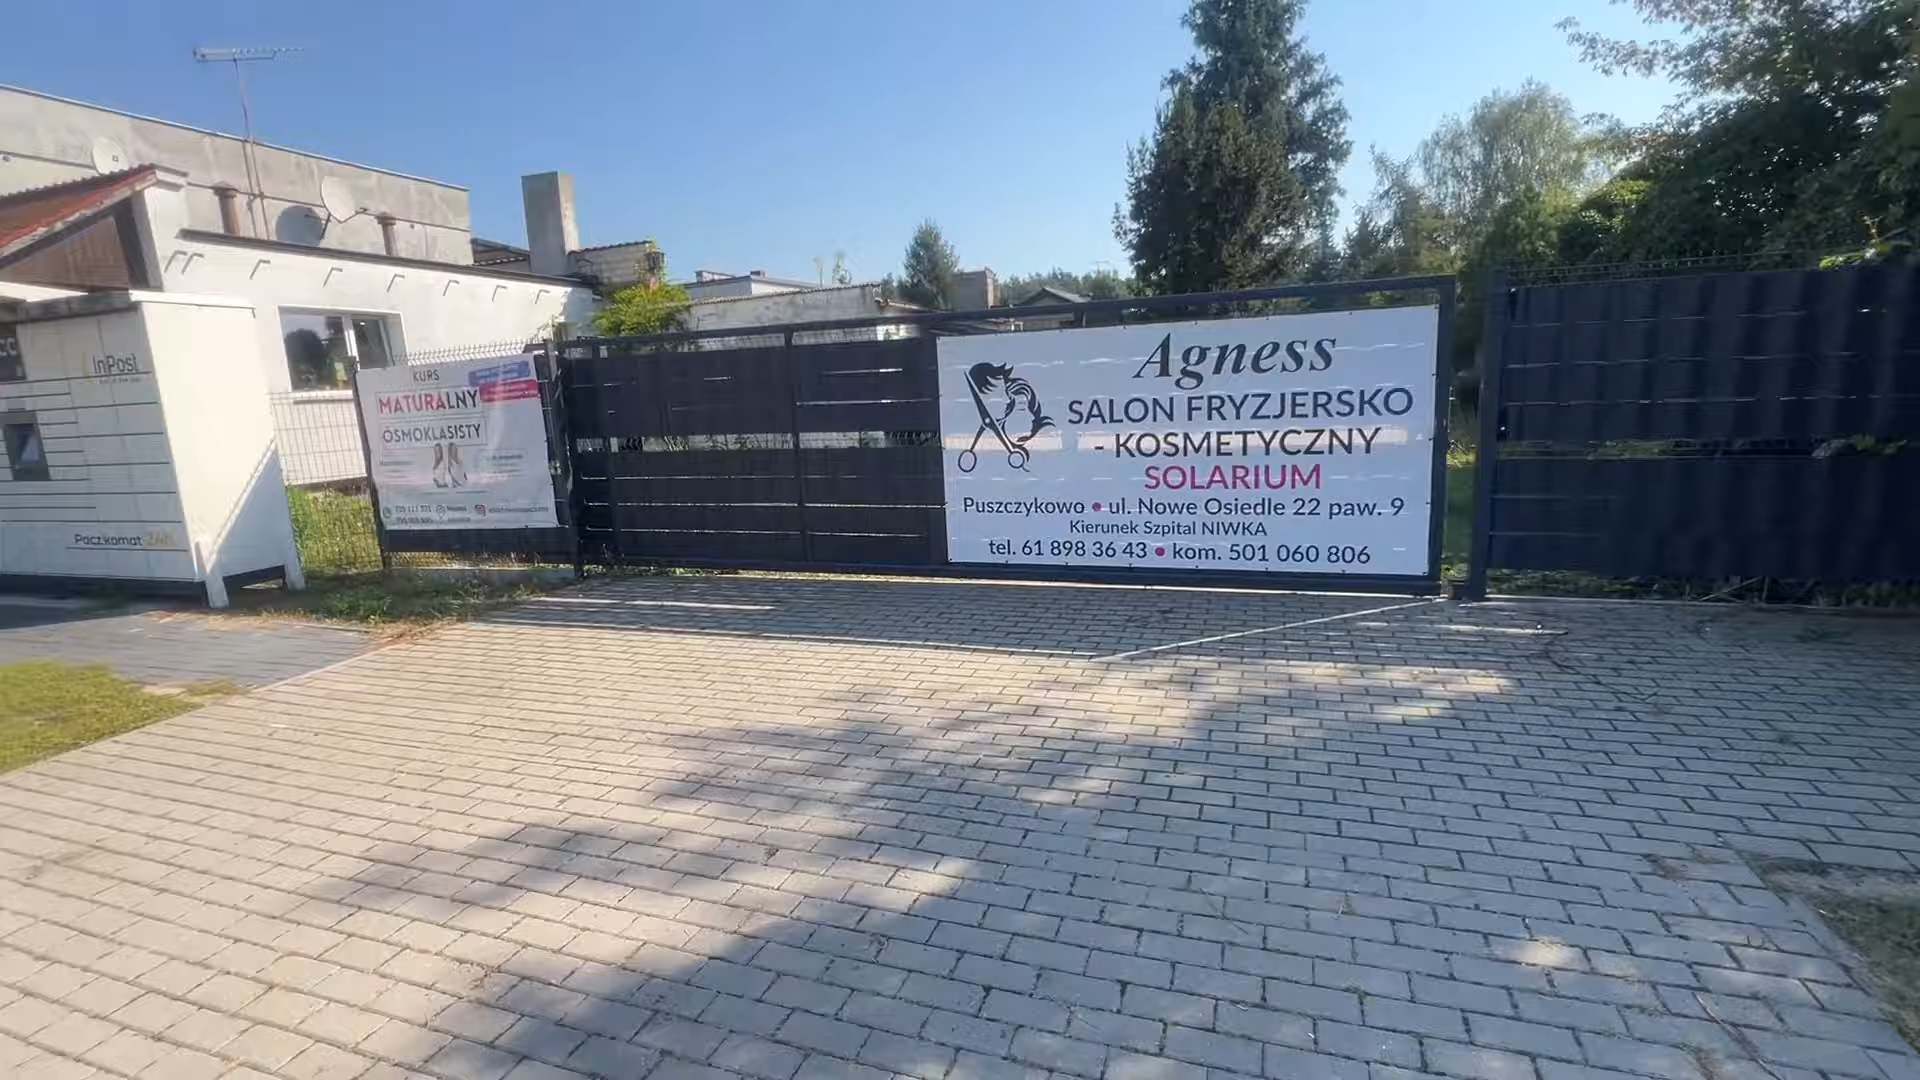 InPost
Paczkomat 24h
KURS
MATURALNY
ÓSMOKLASISTY
Agness
SALON FRYZJERSKO
- KOSMETYCZNY
SOLARIUM
Puszczykowo • ul. Nowe Osiedle 22 paw. 9
Kierunek Szpital NIWKA
tel. 61 898 36 43 • kom. 501 060 806